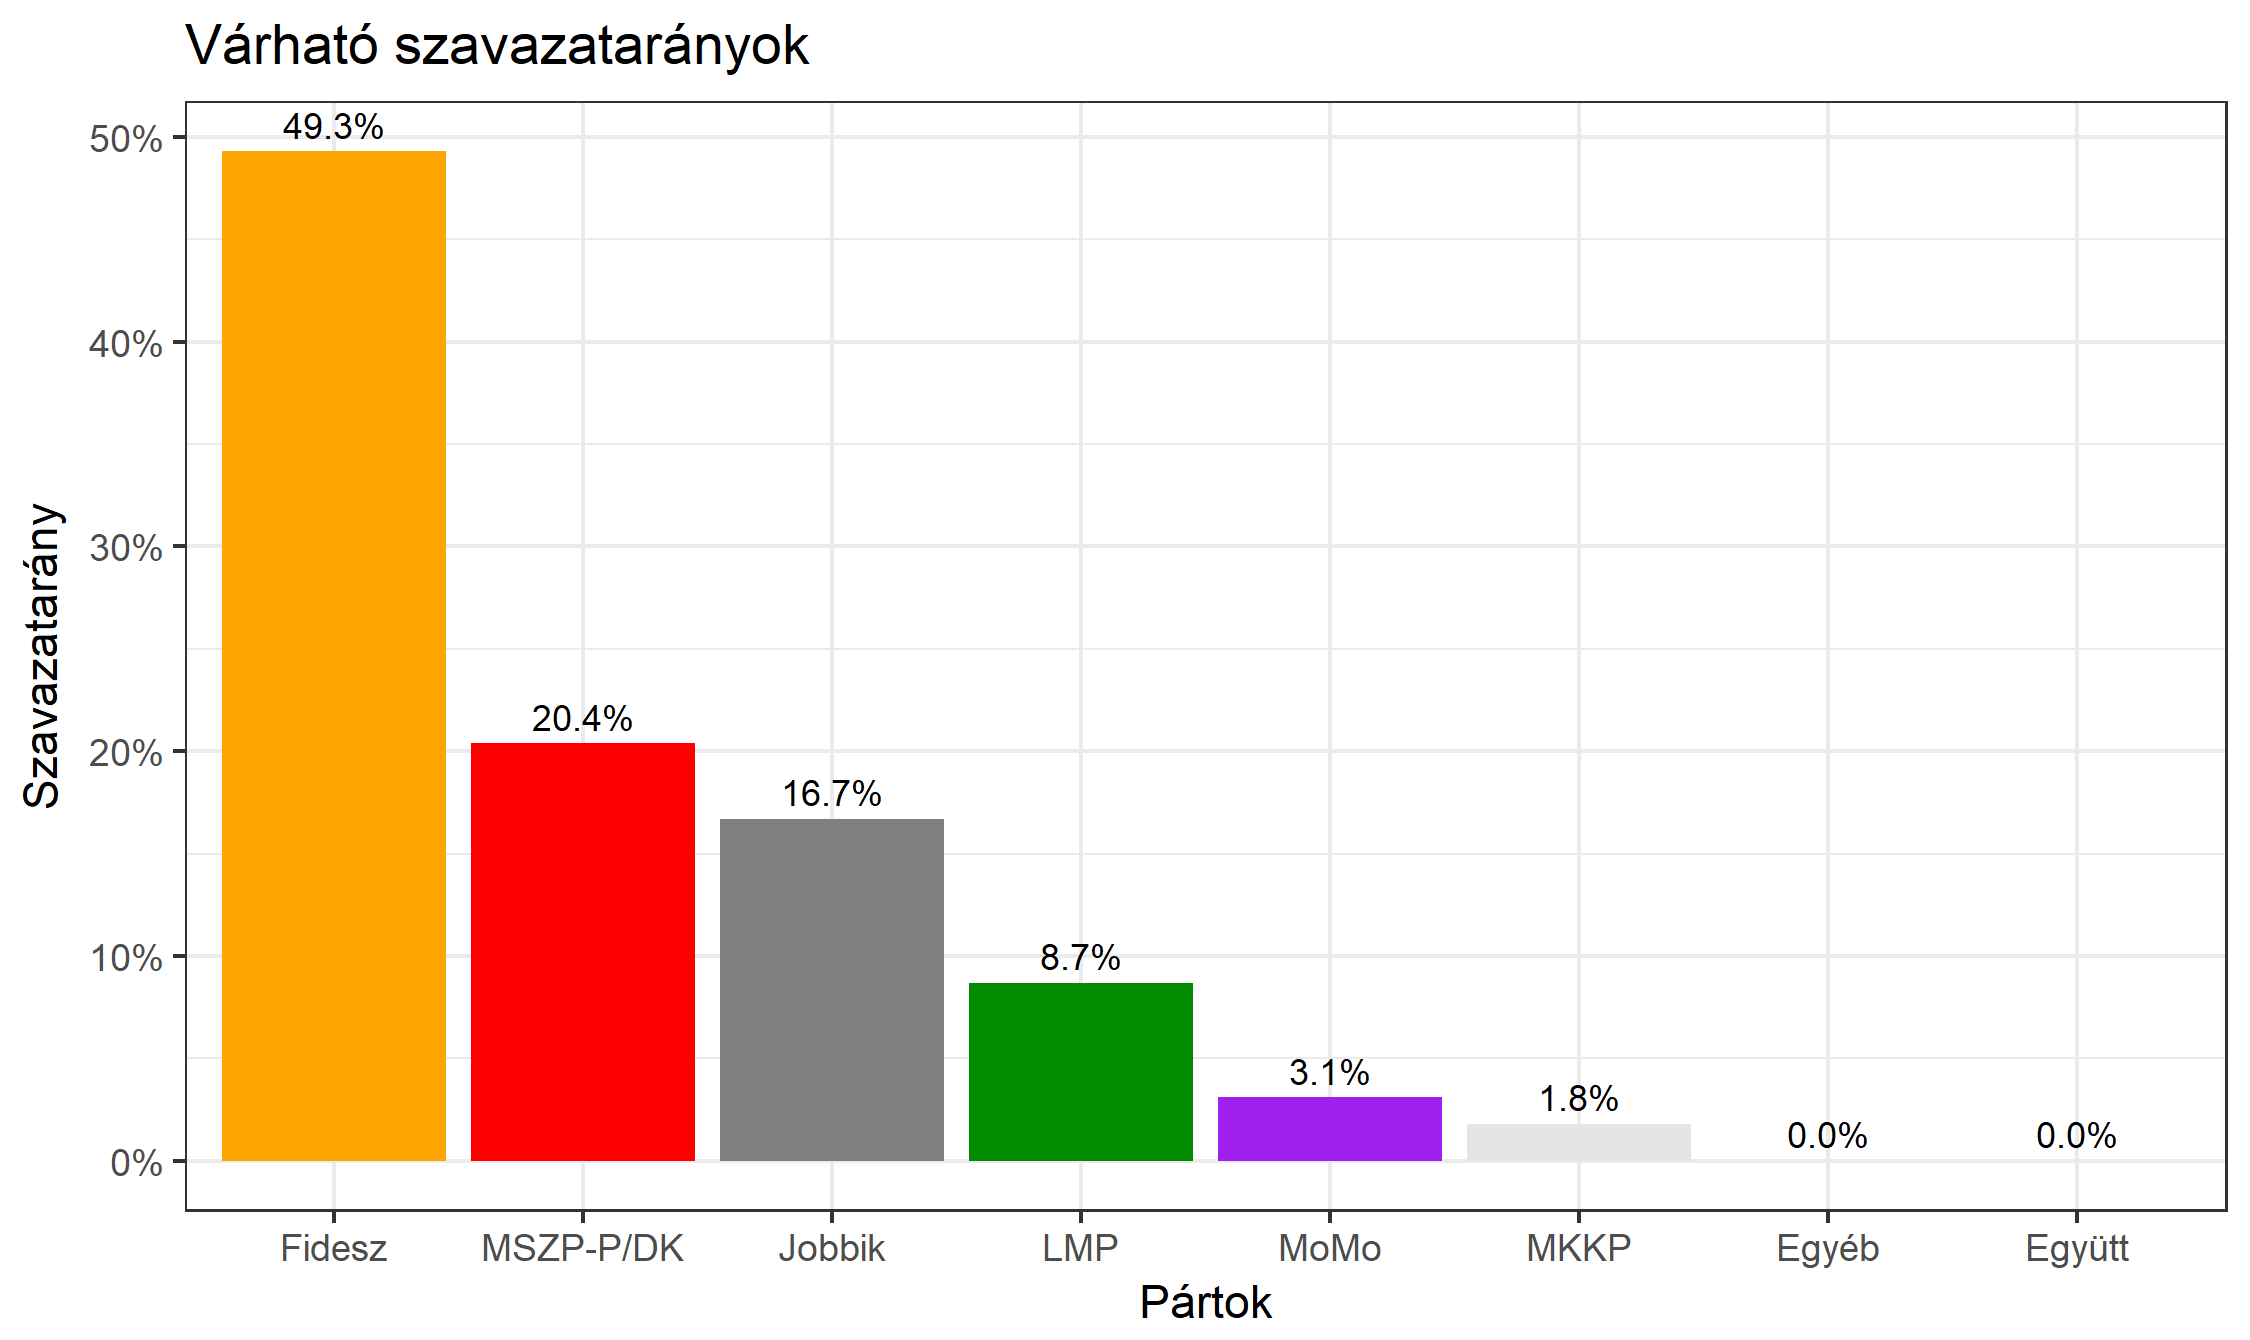 Várható szavazatarányok
Szavazatarány
50%
40%
30%
20%
10%
0%
49.3%
20.4%
16.7%
8.7%
3.1%
1.8%
0.0%
0.0%
Fidesz
MSZP-P/DK
Jobbik
LMP
MoMo
MKKP
Egyéb
Együtt
Pártok